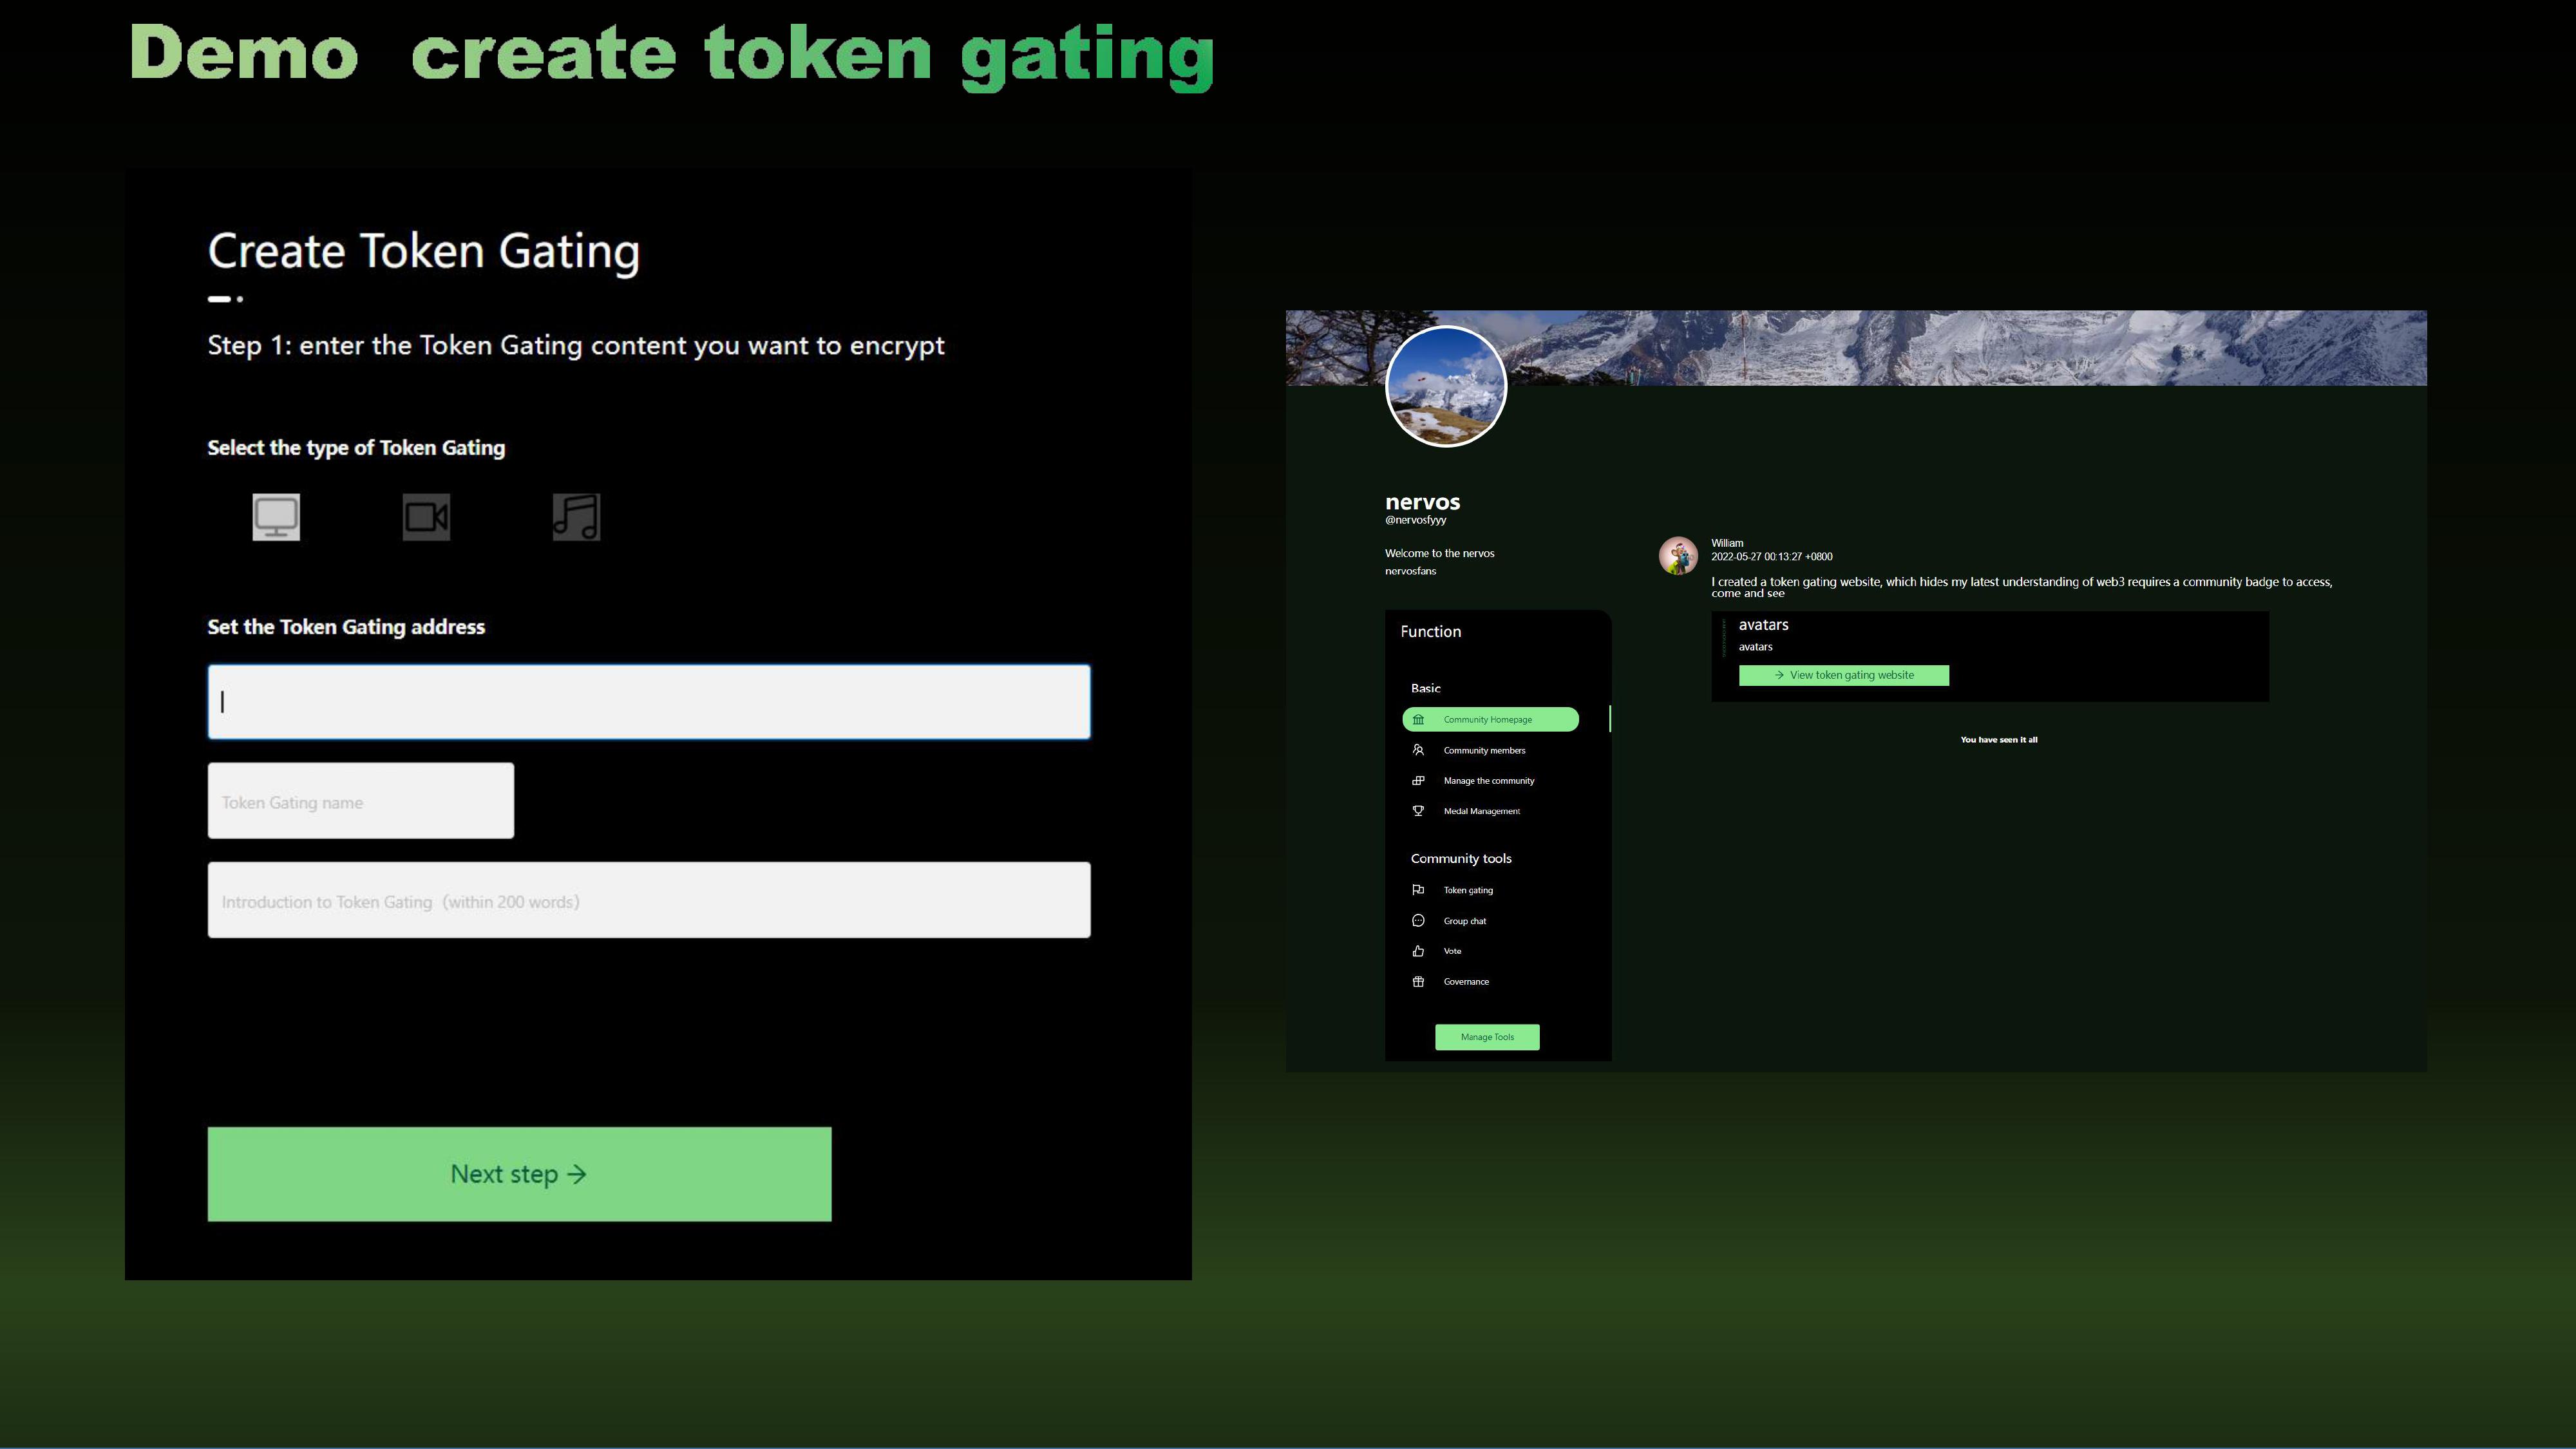 Demo create token gating
Create Token Gating
Step 1: enter the Token Gating content you want to encrypt
Select the type of Token Gating
Set the Token Gating address
Token Gating name
Introduction to Token Gating (within 200 words)
Next step →
nervos
@nervosfyyy
Welcome to the nervos
nervosfans
Function
Basic
Community Homepage
Community members
Manage the community
Medal Management
Community tools
Token gating
Group chat
Vote
Governance
Manage Tools
William
2022-05-27 00:13:27 +0800
I created a token gating website, which hides my latest understanding of web3 requires a community badge to access,
come and see
avatars
avatars
→ View token gating website
You have seen it all